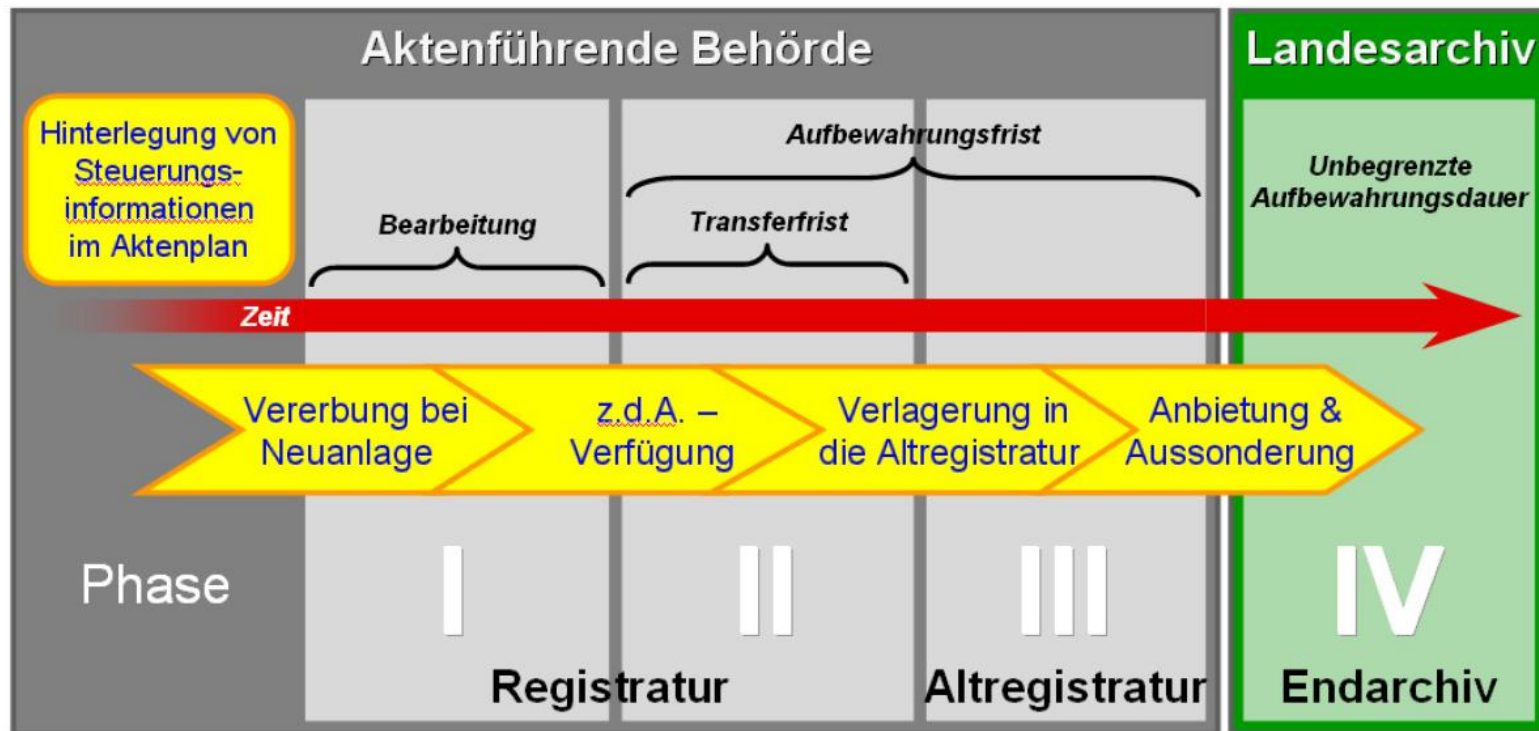 Aktenführende Behörde
Landesarchiv
Hinterlegung von
Steuerungs-
informationen
im Aktenplan
Aufbewahrungsfrist
Bearbeitung
Transferfrist
Unbegrenzte
Aufbewahrungsdauer
Zeit
Vererbung bei
Neuanlage
z.d.A. –
Verfügung
Verlagerung in
die Altregistratur
Anbietung &
Aussonderung
Phase
I
II
III
IV
Registratur
Altregistratur
Endarchiv